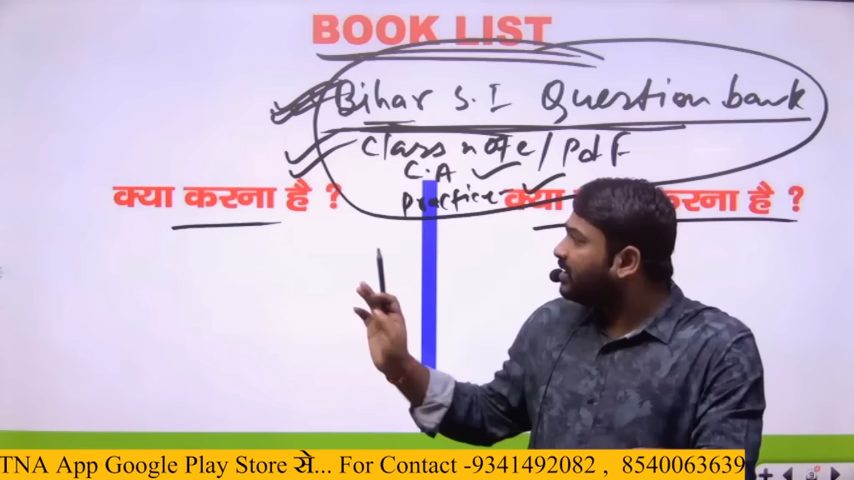 BOOK LIST
Bihar S.I Question bank
Class note/Pdf
C.A
Practice
क्या करना है ?
क्या करना है ?
TNA App Google Play Store से... For Contact -9341492082 , 8540063639